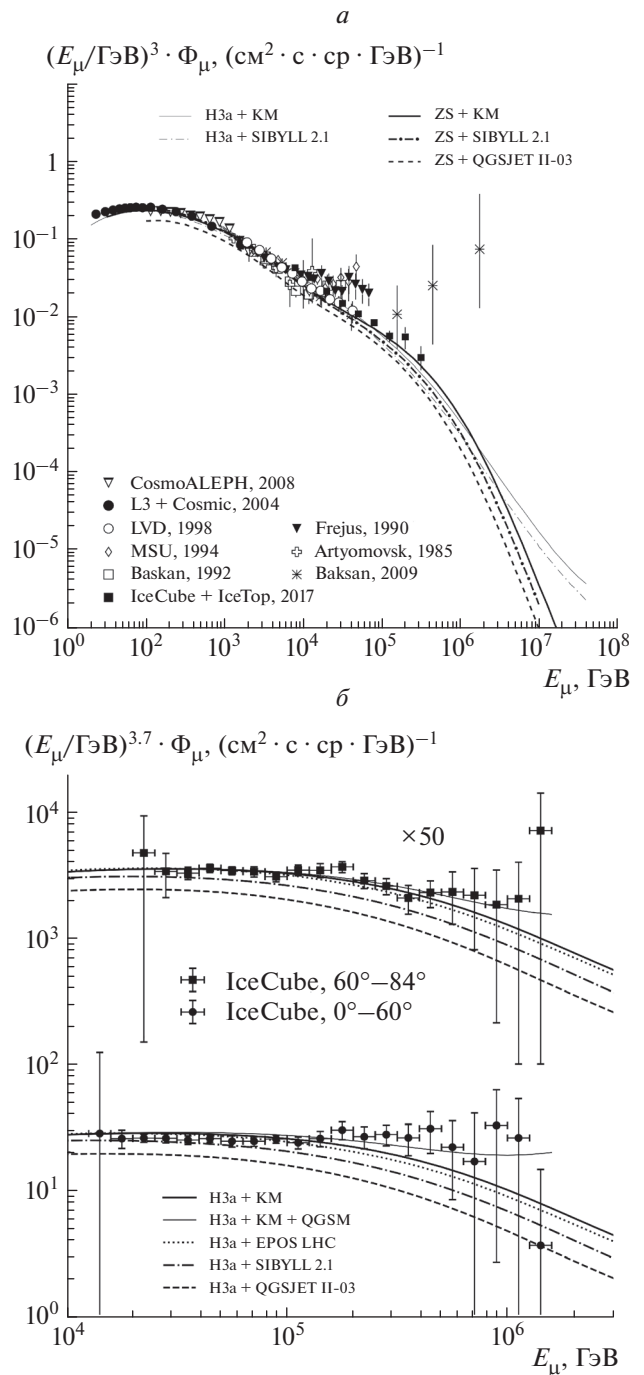 а
(E_μ/ГэВ)^3 · Φ_μ, (см^2 · с · ср · ГэВ)^–1
H3a + KM
H3a + SIBYLL 2.1
ZS + KM
ZS + SIBYLL 2.1
ZS + QGSJET II-03
1
10^–1
10^–2
10^–3
10^–4
10^–5
10^–6
CosmoALEPH, 2008
L3 + Cosmic, 2004
LVD, 1998
MSU, 1994
Baskan, 1992
IceCube + IceTop, 2017
Frejus, 1990
Artyomovsk, 1985
Baksan, 2009
10^0 10^1 10^2 10^3 10^4 10^5 10^6 10^7 10^8
E_μ, ГэВ
б
(E_μ/ГэВ)^3.7 · Φ_μ, (см^2 · с · ср · ГэВ)^–1
10^4
×50
10^3
IceCube, 60°–84°
IceCube, 0°–60°
10^2
10^1
H3a + KM
H3a + KM + QGSM
H3a + EPOS LHC
H3a + SIBYLL 2.1
H3a + QGSJET II-03
10^0
10^4 10^5 10^6
E_μ, ГэВ